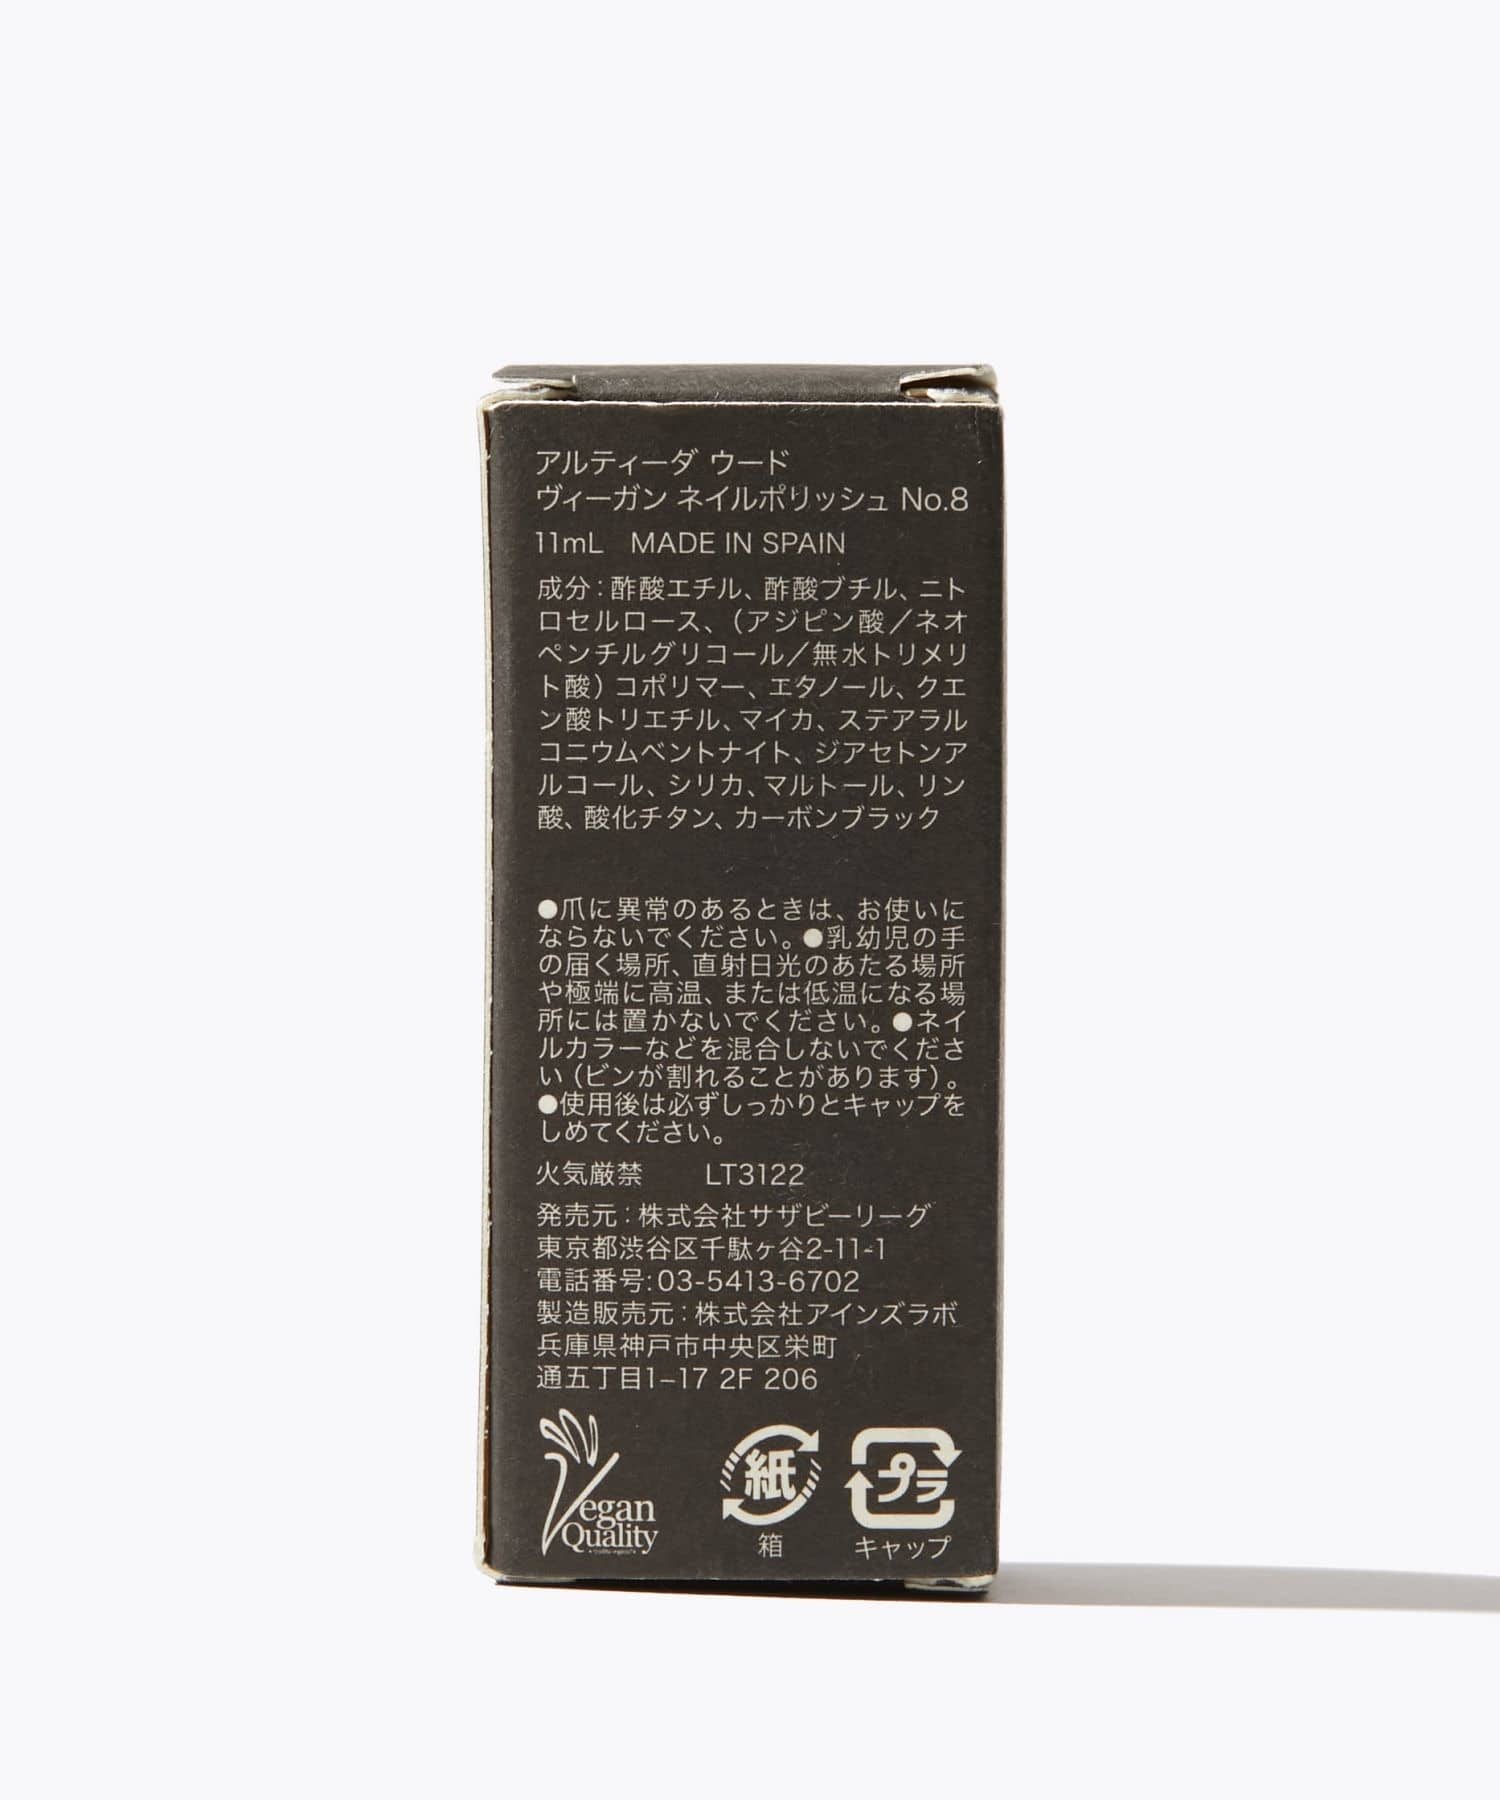 アルティーダ ウード
ヴィーガン ネイルポリッシュ No.8
11mL MADE IN SPAIN
成分：酢酸エチル、酢酸ブチル、ニト
ロセルロース、（アジピン酸／ネオ
ペンチルグリコール／無水トリメリ
ト酸）コポリマー、エタノール、クエ
ン酸トリエチル、マイカ、ステアラル
コニウムベントナイト、ジアセトンア
ルコール、シリカ、マルトール、リン
酸、酸化チタン、カーボンブラック
●爪に異常のあるときは、お使いに
ならないでください。●乳幼児の手
の届く場所、直射日光のあたる場所
や極端に高温、または低温になる場
所には置かないでください。●ネイ
ルカラーなどを混合しないでくださ
い（ビンが割れることがあります）。
●使用後は必ずしっかりとキャップを
しめてください。
火気厳禁 LT3122
発売元：株式会社サザビーリーグ
東京都渋谷区千駄ヶ谷2-11-1
電話番号:03-5413-6702
製造販売元：株式会社アインズラボ
兵庫県神戸市中央区栄町
通五丁目1–17 2F 206
Vegan
Quality
紙
箱
プラ
キャップ